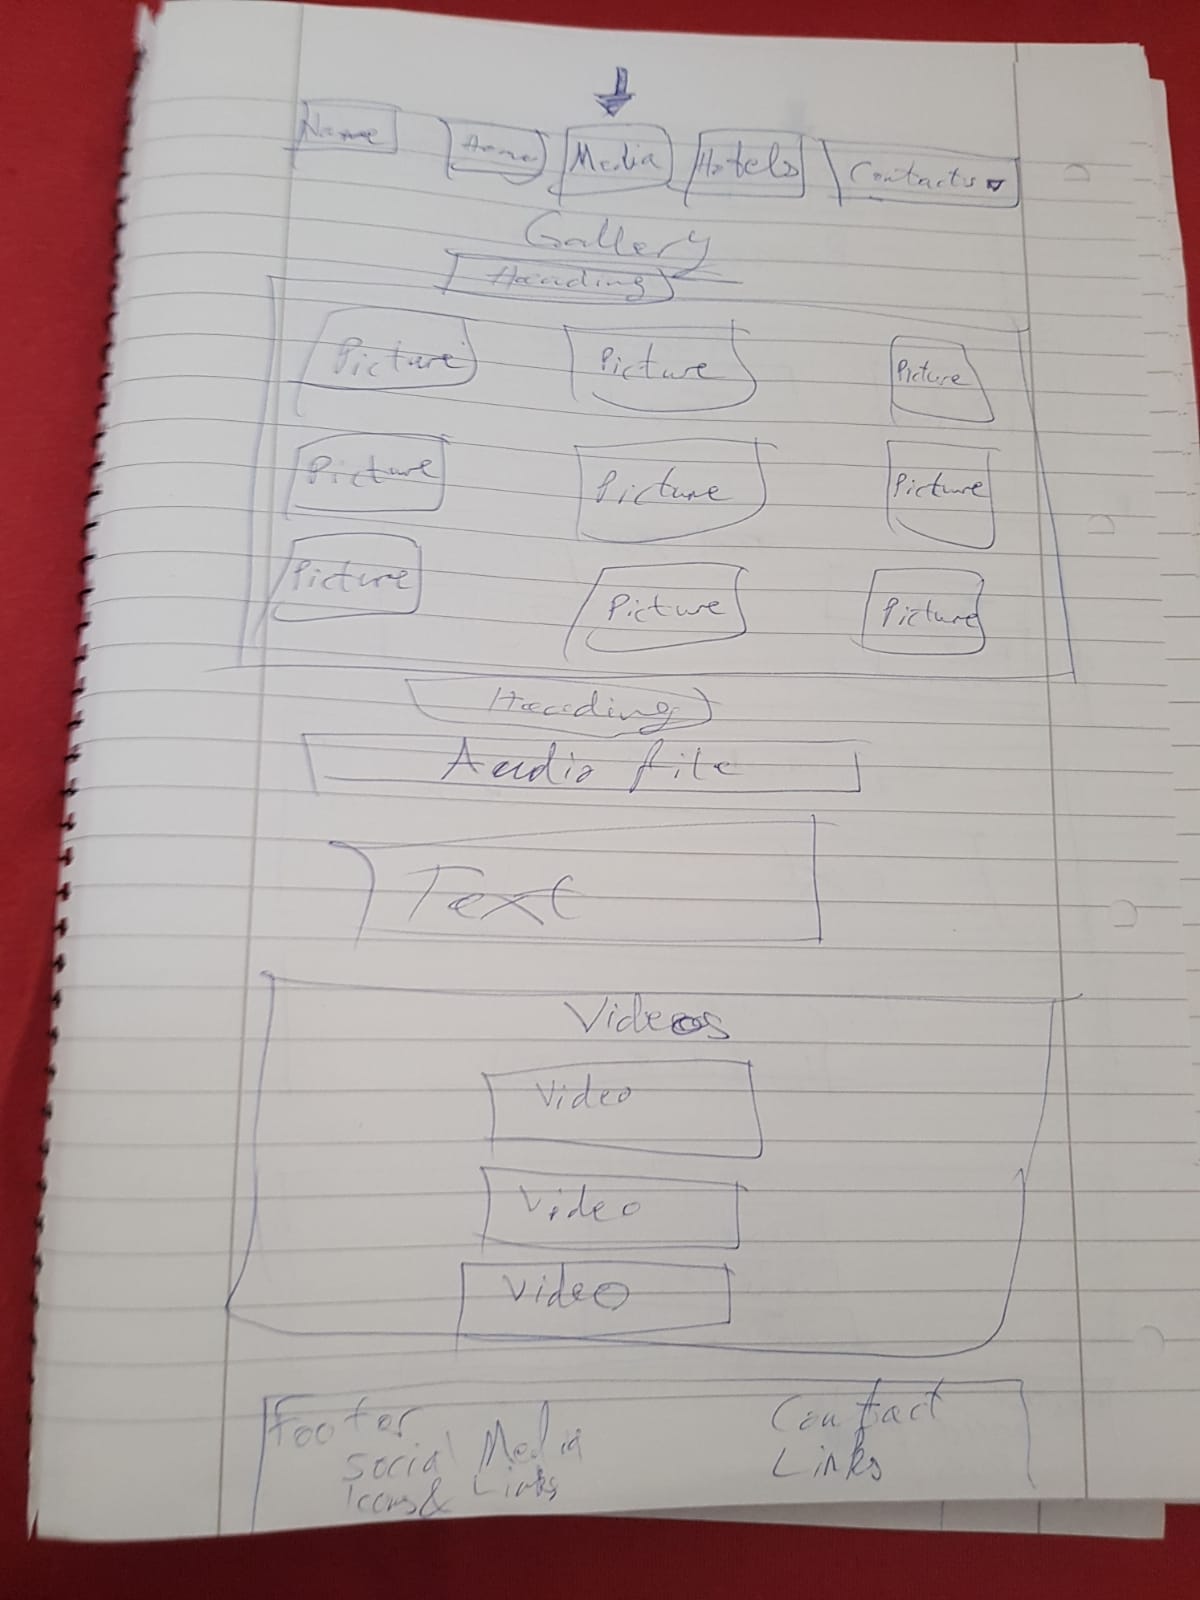 Name Home Media Hotels Contacts
Gallery
Heading
Picture Picture Picture
Picture Picture Picture
Picture Picture Picture
Heading
Audio file
Text
Videos
Video
Video
Video
Footer Contact
Social Media Links
Icons & Links